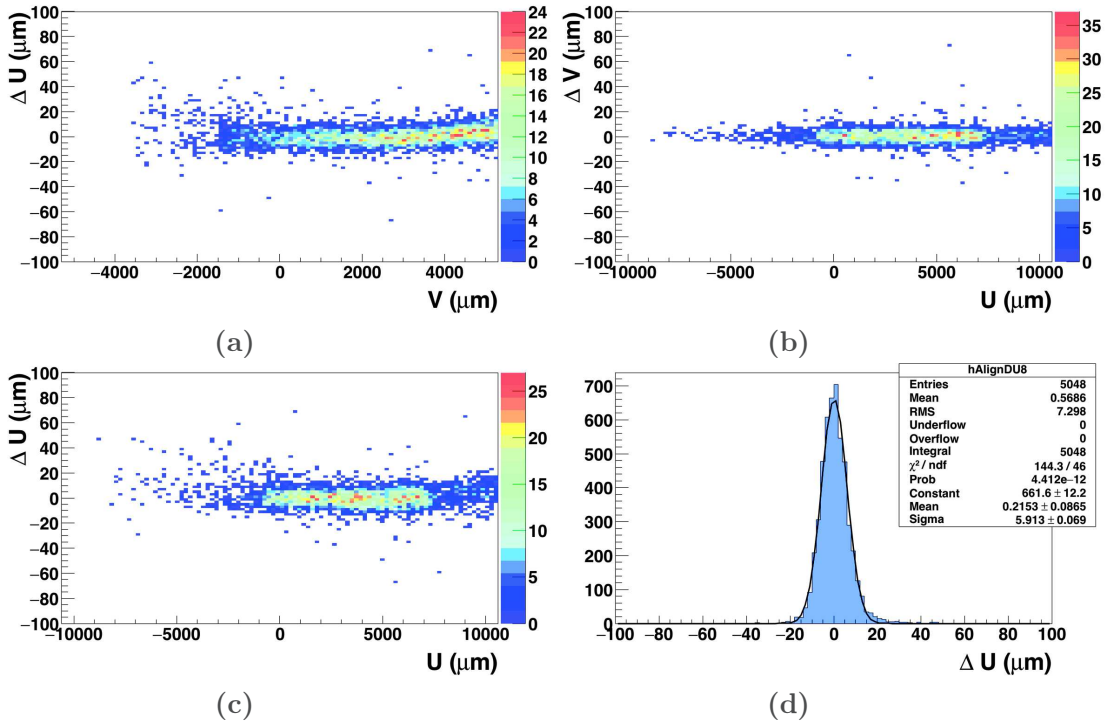 Δ U (μm)
100
80
60
40
20
0
−20
−40
−60
−80
−100
−4000 −2000 0 2000 4000
V (μm)
24
22
20
18
16
14
12
10
8
6
4
2
0
(a)
Δ V (μm)
100
80
60
40
20
0
−20
−40
−60
−80
−100
−10000 −5000 0 5000 10000
U (μm)
35
30
25
20
15
10
5
0
(b)
Δ U (μm)
100
80
60
40
20
0
−20
−40
−60
−80
−100
−10000 −5000 0 5000 10000
U (μm)
25
20
15
10
5
0
(c)
700
600
500
400
300
200
100
0
−100 −80 −60 −40 −20 0 20 40 60 80 100
Δ U (μm)
hAlignDU8
Entries 5048
Mean 0.5686
RMS 7.298
Underflow 0
Overflow 0
Integral 5048
χ² / ndf 144.3 / 46
Prob 4.412e−12
Constant 661.6 ± 12.2
Mean 0.2153 ± 0.0865
Sigma 5.913 ± 0.069
(d)